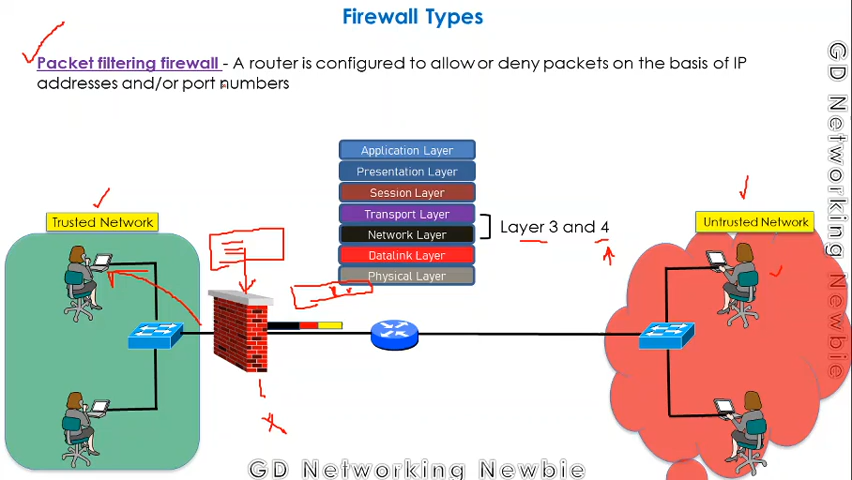 Firewall Types
Packet filtering firewall - A router is configured to allow or deny packets on the basis of IP
addresses and/or port numbers
Application Layer
Presentation Layer
Session Layer
Transport Layer
Network Layer
Datalink Layer
Physical Layer
Layer 3 and 4
Trusted Network
Untrusted Network
GD Networking Newbie
GD Networking Newbie